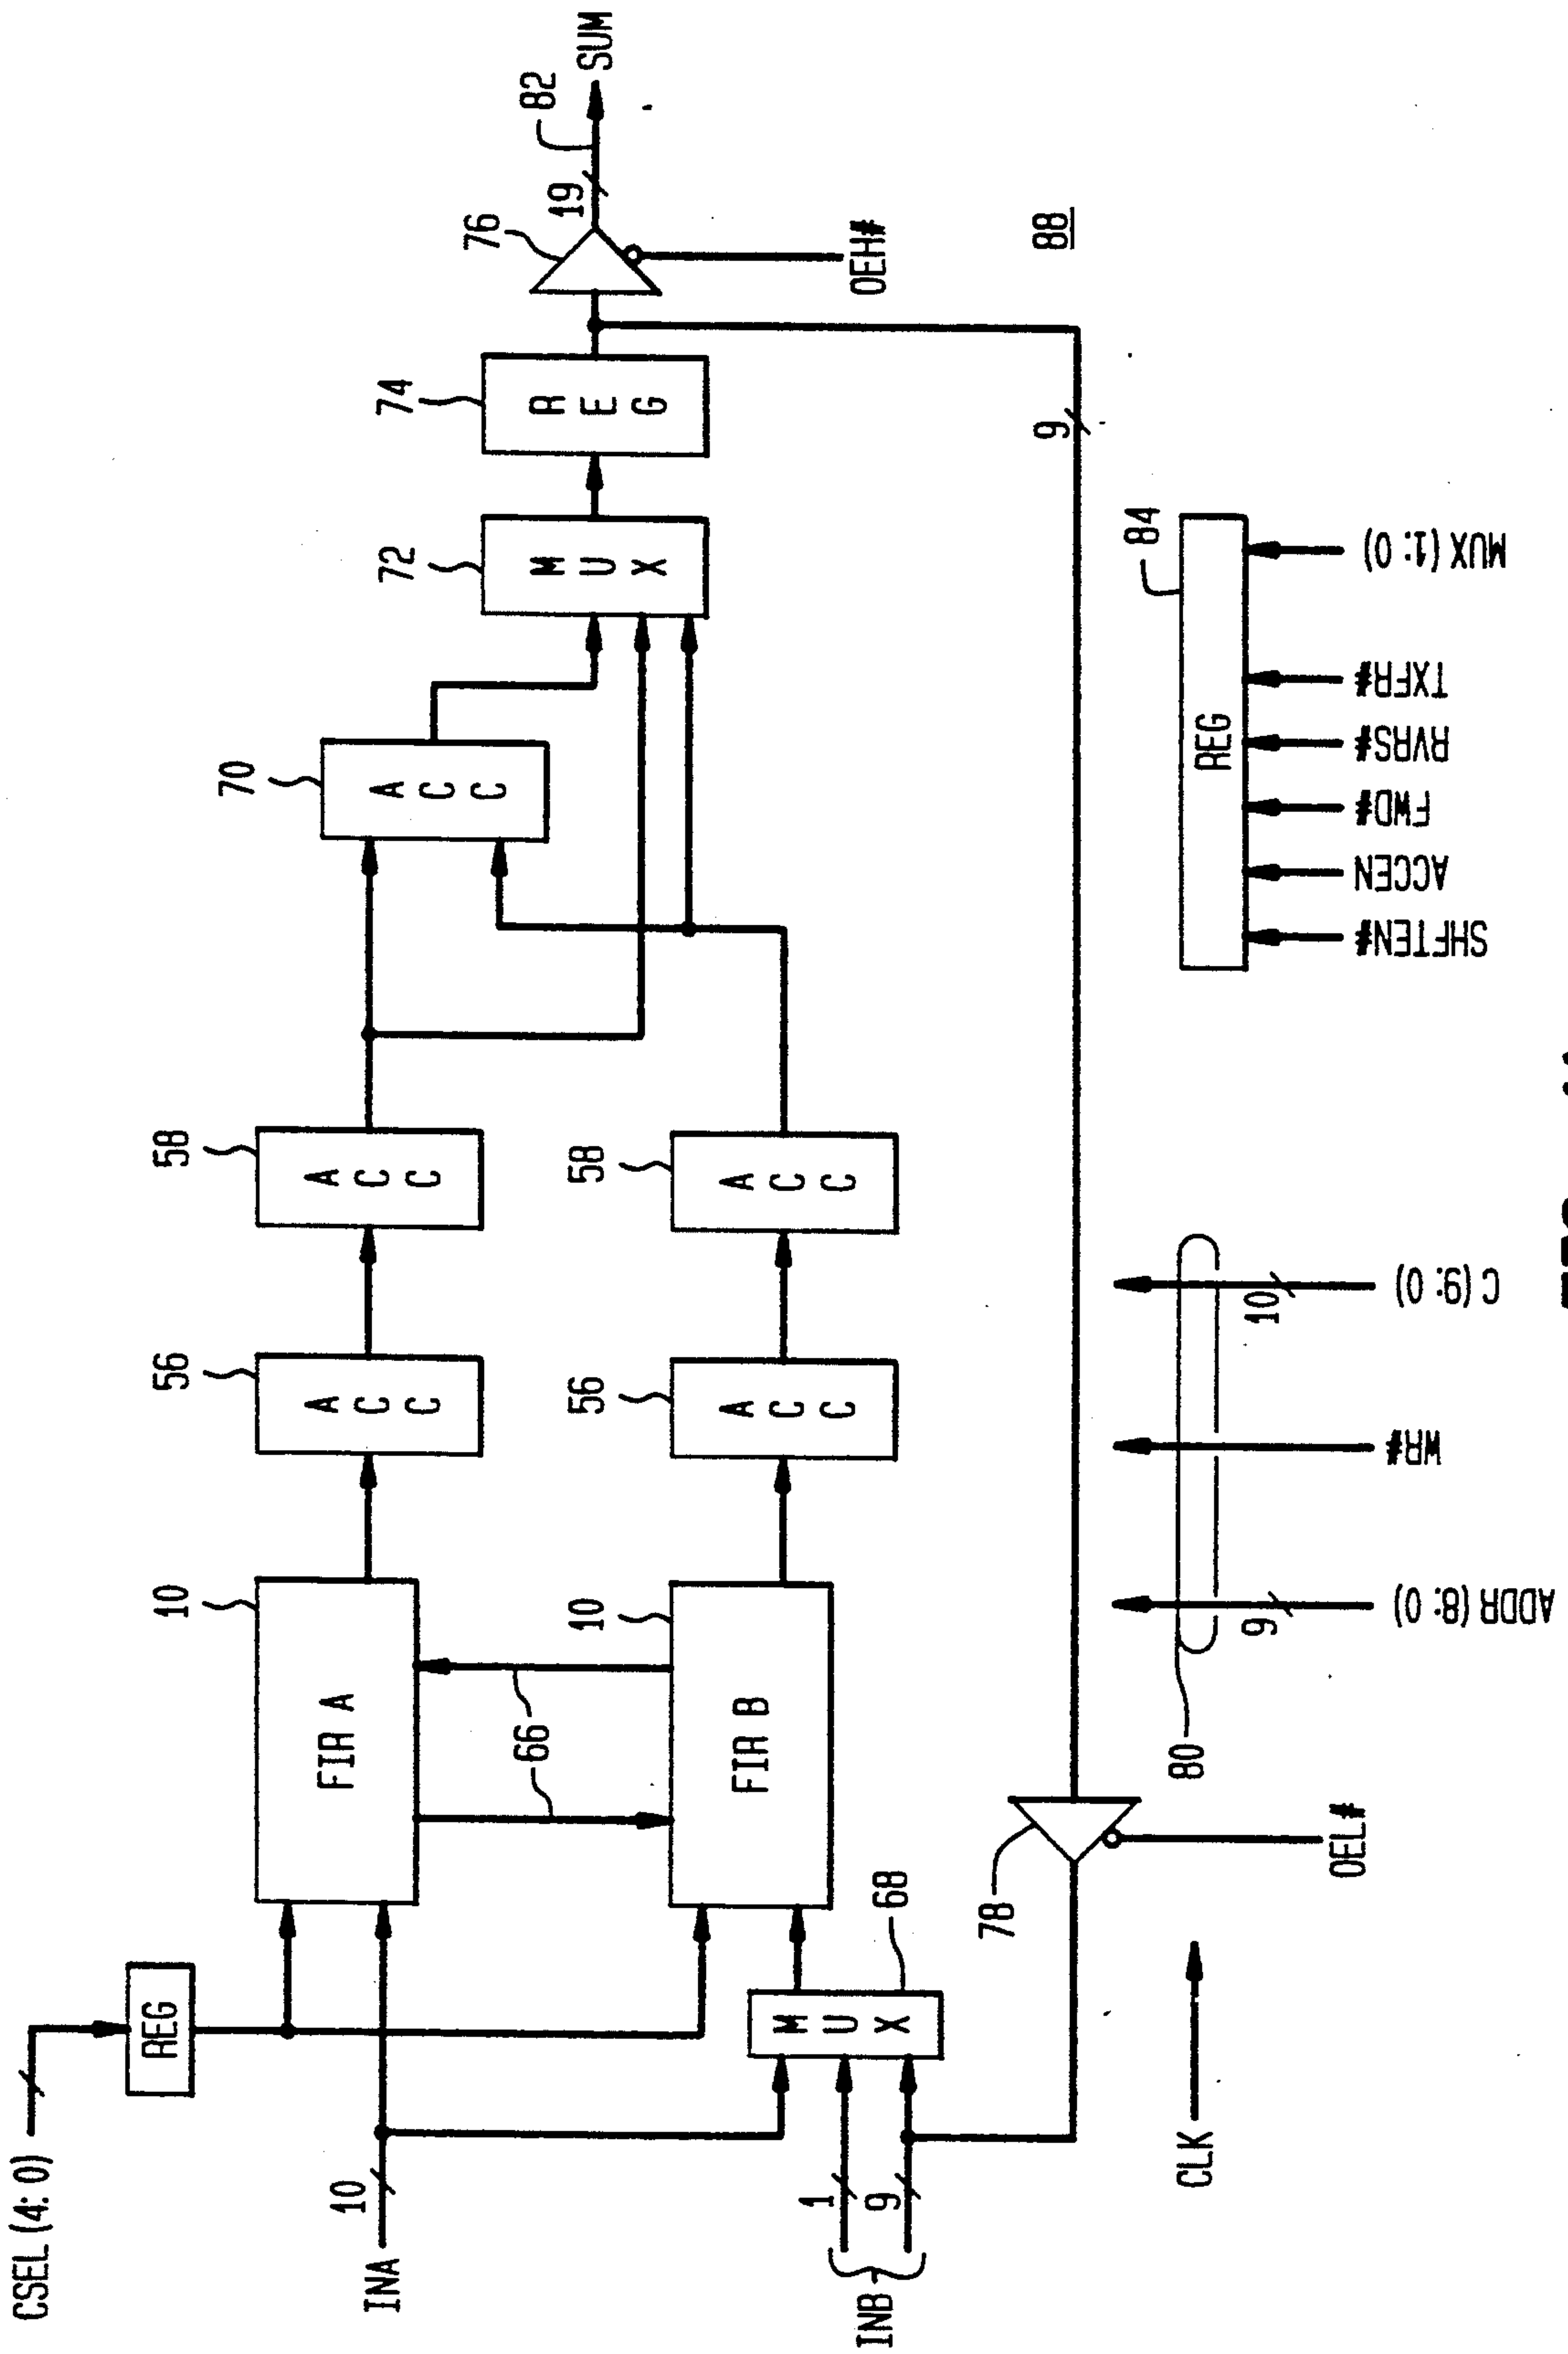 CSEL (4: 0)
REG
INA
10
INB
1
9
MUX
68
10
FIR A
66
10
FIR B
56
ACC
58
ACC
56
ACC
58
ACC
70
ACC
72
MUX
74
REG
76
19
82
SUM
OEH#
9
88
78
OEL#
CLK
80
9
ADDR (8: 0)
WR#
10
C (9: 0)
84
REG
SHFTEN#
ACCEN
FWD#
RVRS#
TXFR#
MUX (1: 0)